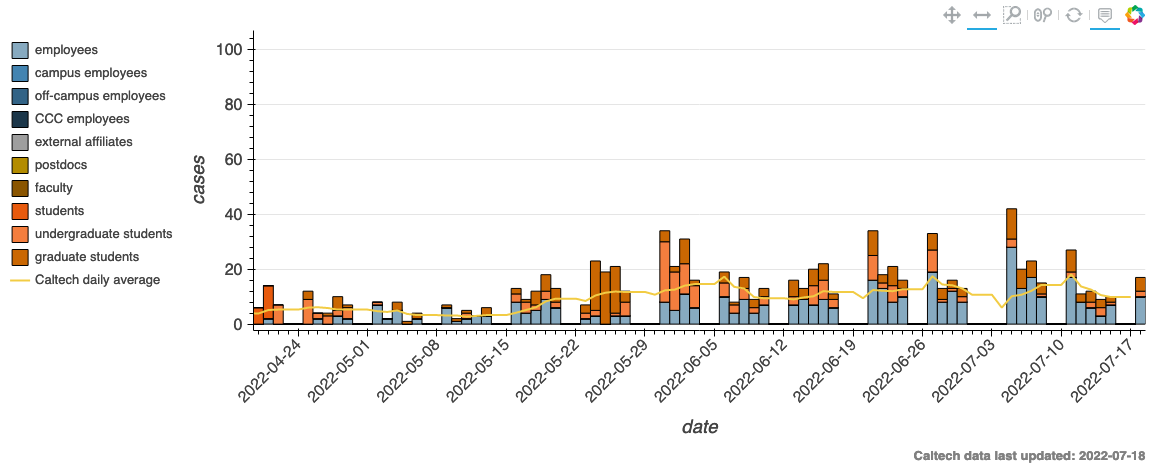 employees
campus employees
off-campus employees
CCC employees
external affiliates
postdocs
faculty
students
undergraduate students
graduate students
Caltech daily average
cases
100
80
60
40
20
0
2022-04-24
2022-05-01
2022-05-08
2022-05-15
2022-05-22
2022-05-29
2022-06-05
2022-06-12
2022-06-19
2022-06-26
2022-07-03
2022-07-10
2022-07-17
date
Caltech data last updated: 2022-07-18